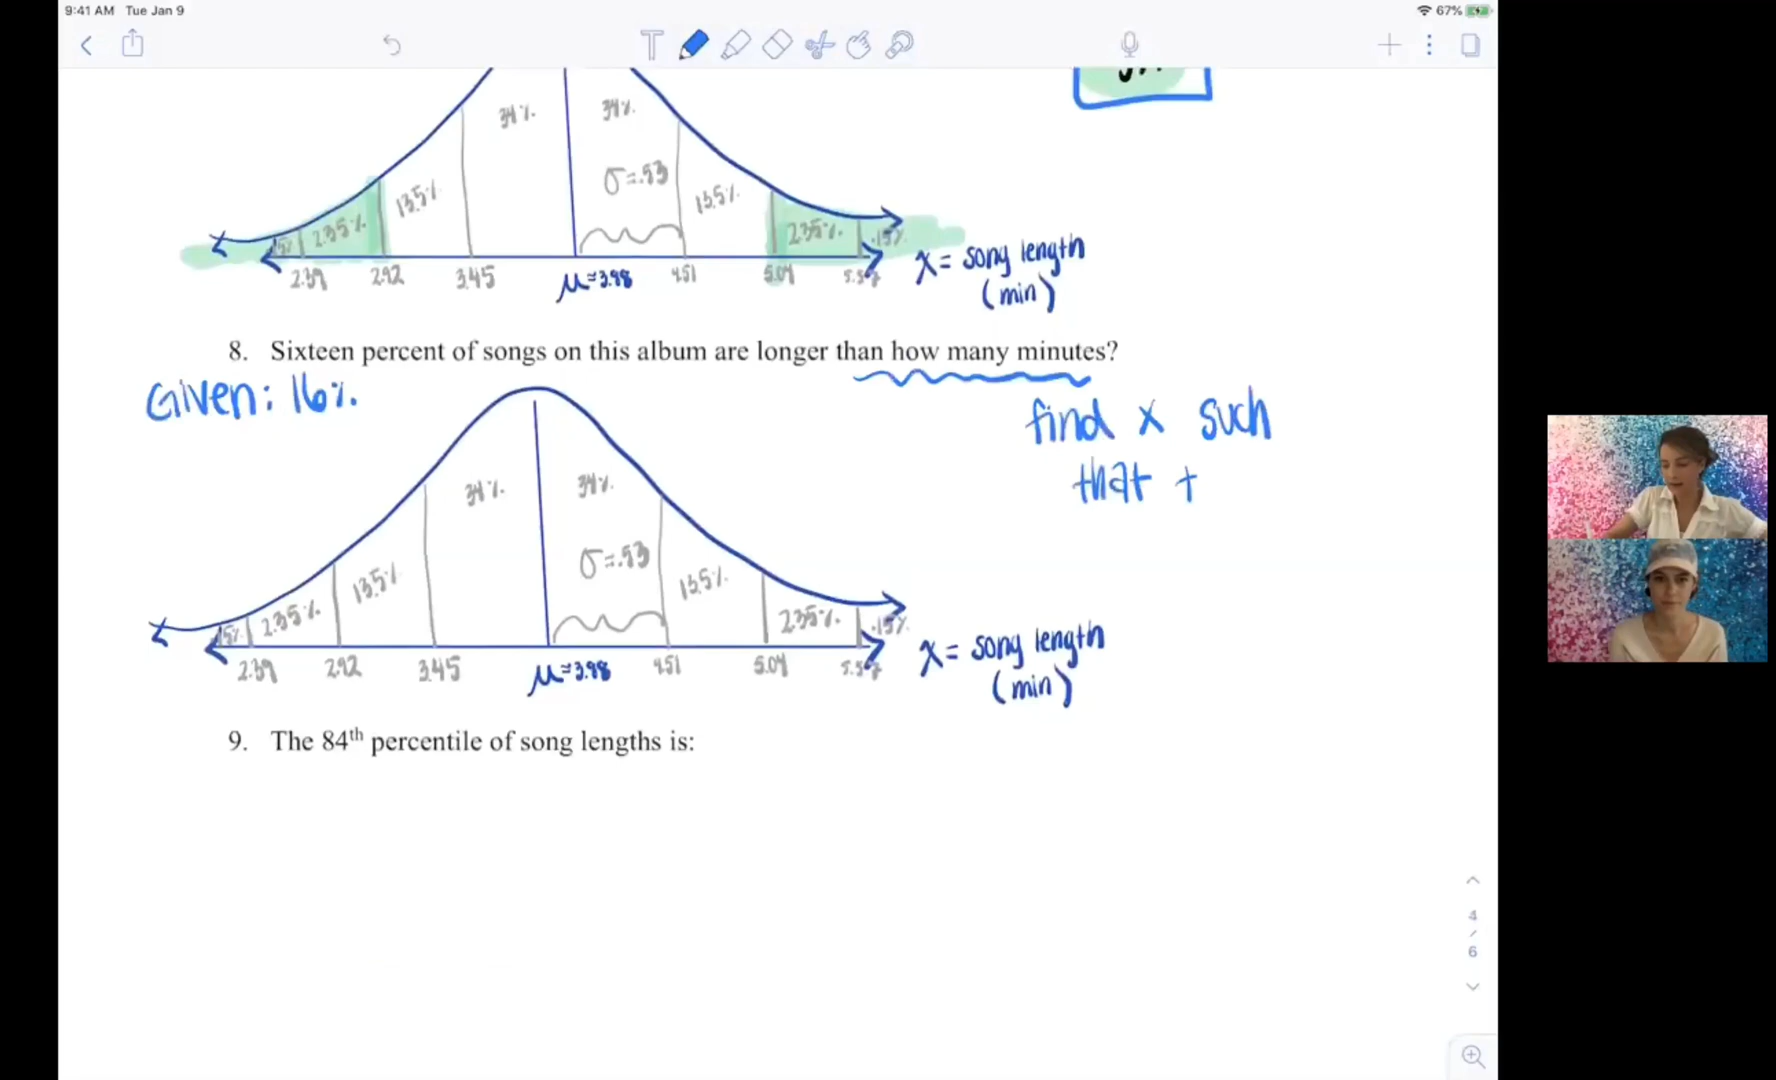 9:41 AM Tue Jan 9
67%
34%
34%
σ=.53
13.5%
13.5%
2.35%
2.35%
.15%
2.39
2.92
3.45
μ=3.98
4.51
5.04
5.57
x = song length
(min)
8. Sixteen percent of songs on this album are longer than how many minutes?
Given: 16%
find x such
that t
34%
34%
σ=.53
13.5%
13.5%
2.35%
2.35%
.15%
2.39
2.92
3.45
μ=3.98
4.51
5.04
5.57
x = song length
(min)
9. The 84th percentile of song lengths is:
4
/
6